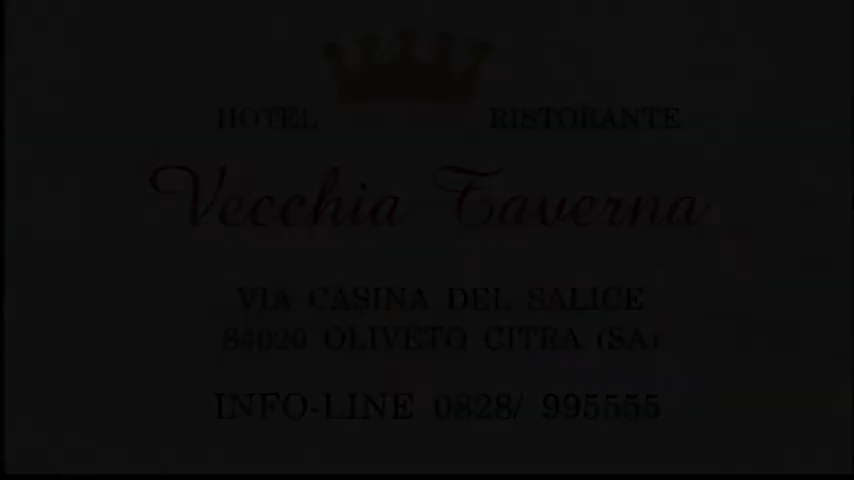 HOTEL RISTORANTE
Vecchia Taverna
VIA CASINA DEL SALICE
84020 OLIVETO CITRA (SA)
INFO-LINE 0828/ 995555